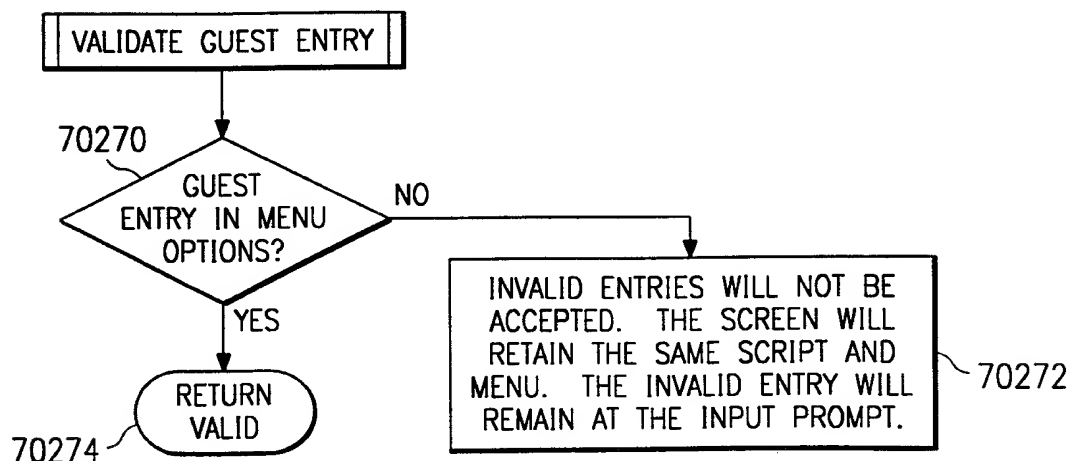 VALIDATE GUEST ENTRY
70270
GUEST
ENTRY IN MENU
OPTIONS?
NO
YES
INVALID ENTRIES WILL NOT BE
ACCEPTED. THE SCREEN WILL
RETAIN THE SAME SCRIPT AND
MENU. THE INVALID ENTRY WILL
REMAIN AT THE INPUT PROMPT.
70272
RETURN
VALID
70274